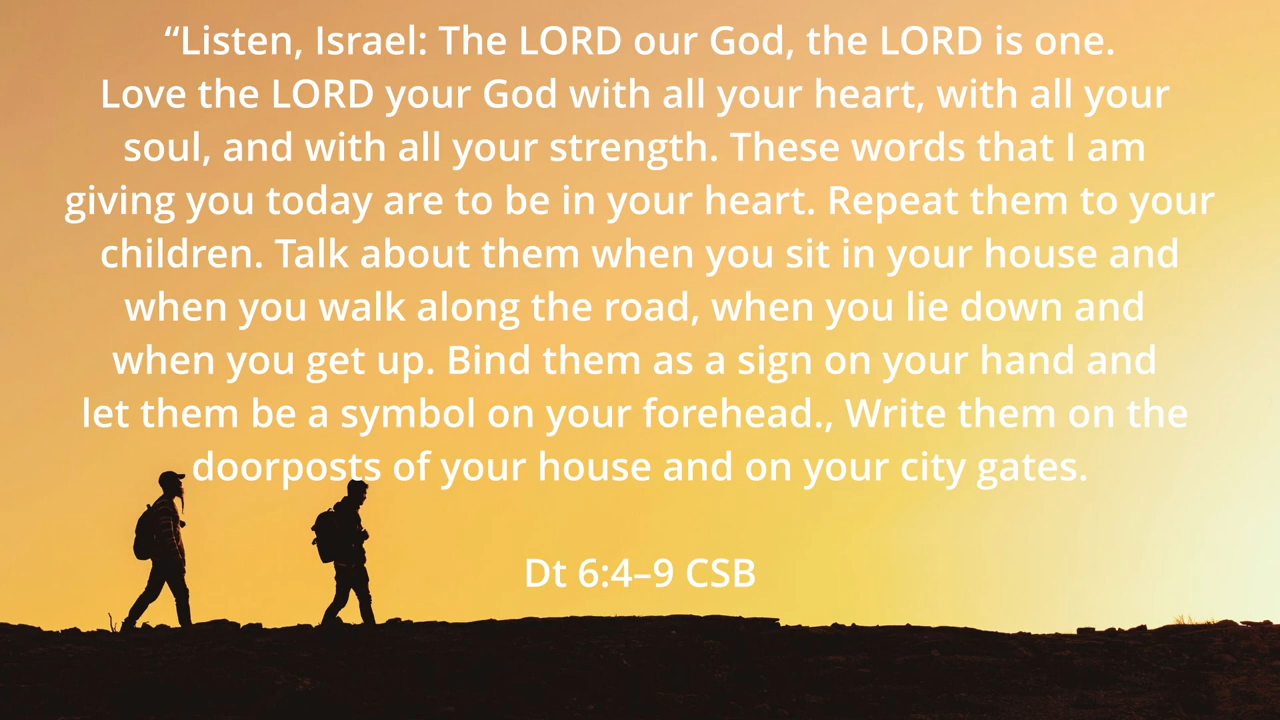 “Listen, Israel: The LORD our God, the LORD is one.
Love the LORD your God with all your heart, with all your
soul, and with all your strength. These words that I am
giving you today are to be in your heart. Repeat them to your
children. Talk about them when you sit in your house and
when you walk along the road, when you lie down and
when you get up. Bind them as a sign on your hand and
let them be a symbol on your forehead., Write them on the
doorposts of your house and on your city gates.
Dt 6:4–9 CSB